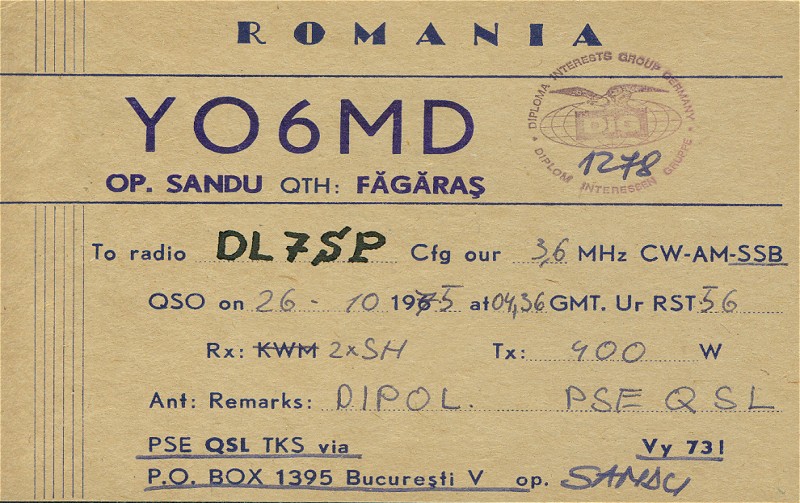 ROMANIA
YO6MD
DIPLOMA INTERESTS GROUP GERMANY
DIG
DIPLOM INTERESSEN GRUPPE
1278
OP. SANDU QTH: FĂGĂRAȘ
To radio DL7SP Cfg our 3,6 MHz CW-AM-SSB
QSO on 26 - 10 1975 at 04,36 GMT. Ur RST 56
Rx: KWM 2xSH Tx: 400 W
Ant: Remarks: DIPOL. PSE QSL
PSE QSL TKS via Vy 73!
P.O. BOX 1395 București V op. SANDU